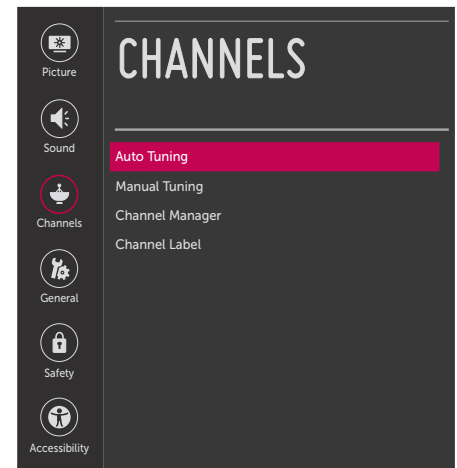 Picture
Sound
Channels
General
Safety
Accessibility
CHANNELS
Auto Tuning
Manual Tuning
Channel Manager
Channel Label